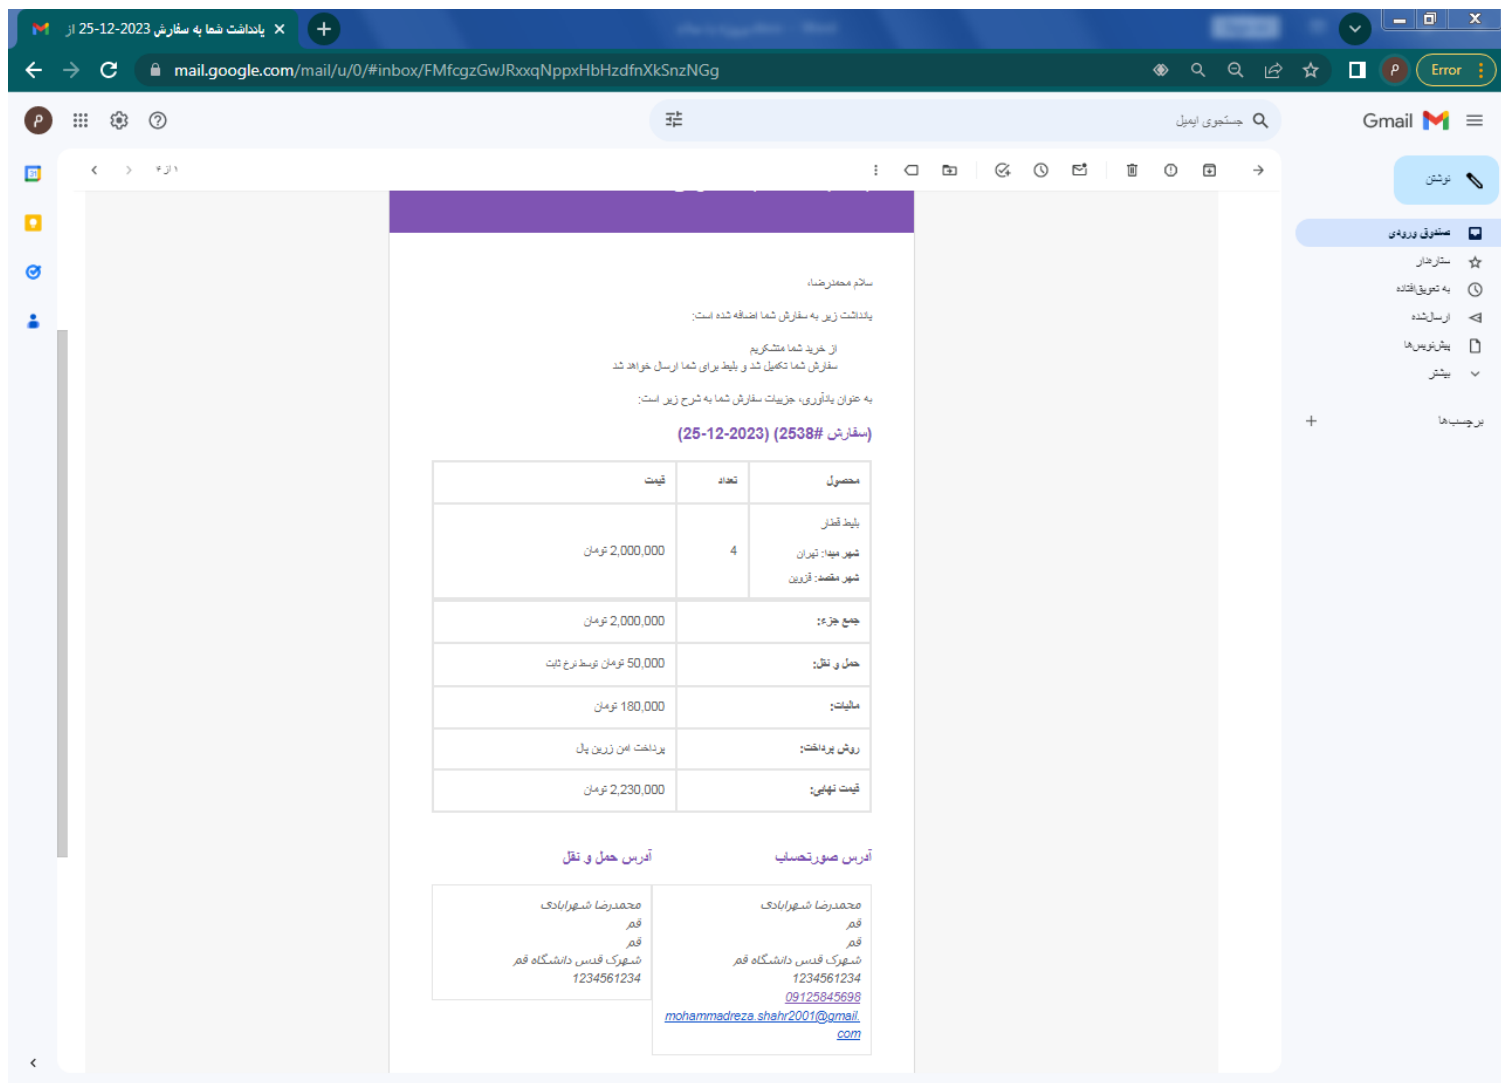 یادداشت شما به سفارش 2023-12-25 از
mail.google.com/mail/u/0/#inbox/FMfcgzGwJRxxqNppxHbHzdfnXkSnzNGg
P
Error
Gmail
جستجوی ایمیل
P
نوشتن
صندوق ورودی
ستاره‌دار
به تعویق‌افتاده
ارسال‌شده
پیش‌نویس‌ها
بیشتر
برچسب‌ها
۱ از ۴
31
سلام محمدرضا،
یادداشت زیر به سفارش شما اضافه شده است:
از خرید شما متشکریم
سفارش شما تکمیل شد و بلیط برای شما ارسال خواهد شد
به عنوان یادآوری، جزییات سفارش شما به شرح زیر است:
(سفارش #2538) (2023-12-25)
محصول تعداد قیمت
بلیط قطار
شهر مبدا: تهران
شهر مقصد: قزوین
4
2,000,000 تومان
جمع جزء: 2,000,000 تومان
حمل و نقل: 50,000 تومان توسط نرخ ثابت
مالیات: 180,000 تومان
روش پرداخت: پرداخت امن زرین پال
قیمت نهایی: 2,230,000 تومان
آدرس صورتحساب
محمدرضا شهرابادی
قم
قم
شهرک قدس دانشگاه قم
1234561234
09125845698
mohammadreza.shahr2001@gmail.
com
آدرس حمل و نقل
محمدرضا شهرابادی
قم
قم
شهرک قدس دانشگاه قم
1234561234